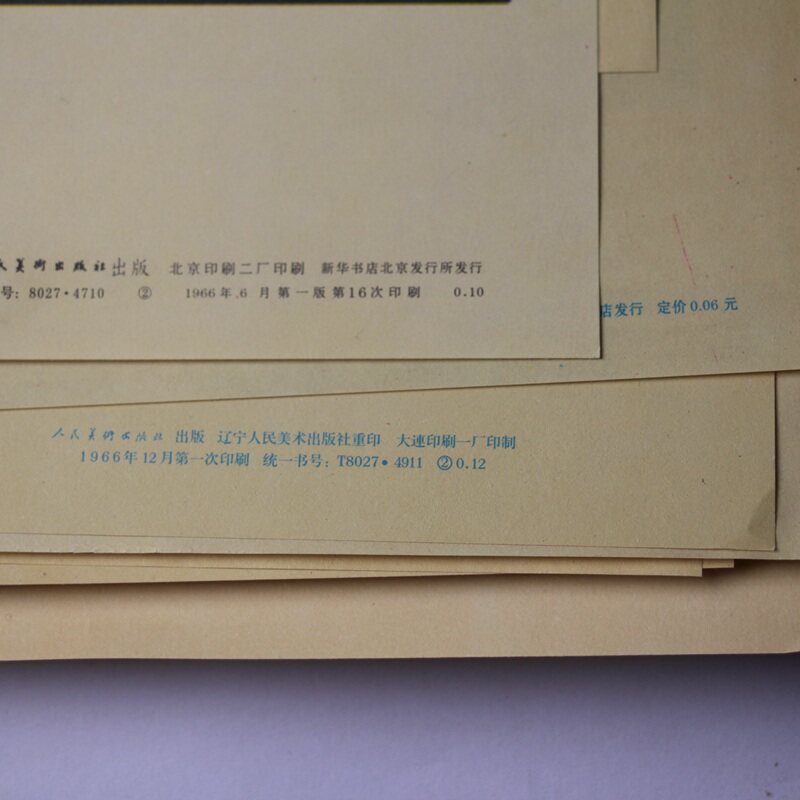 民美術出版社出版 北京印刷二厂印刷 新华书店北京发行所发行
号：8027·4710 ② 1966年.6 月第一版第16次印刷 0.10
店发行 定价0.06元
人民美術出版社 出版 辽宁人民美术出版社重印 大連印刷一厂印制
1966年12月第一次印刷 统一书号：T8027·4911 ②0.12